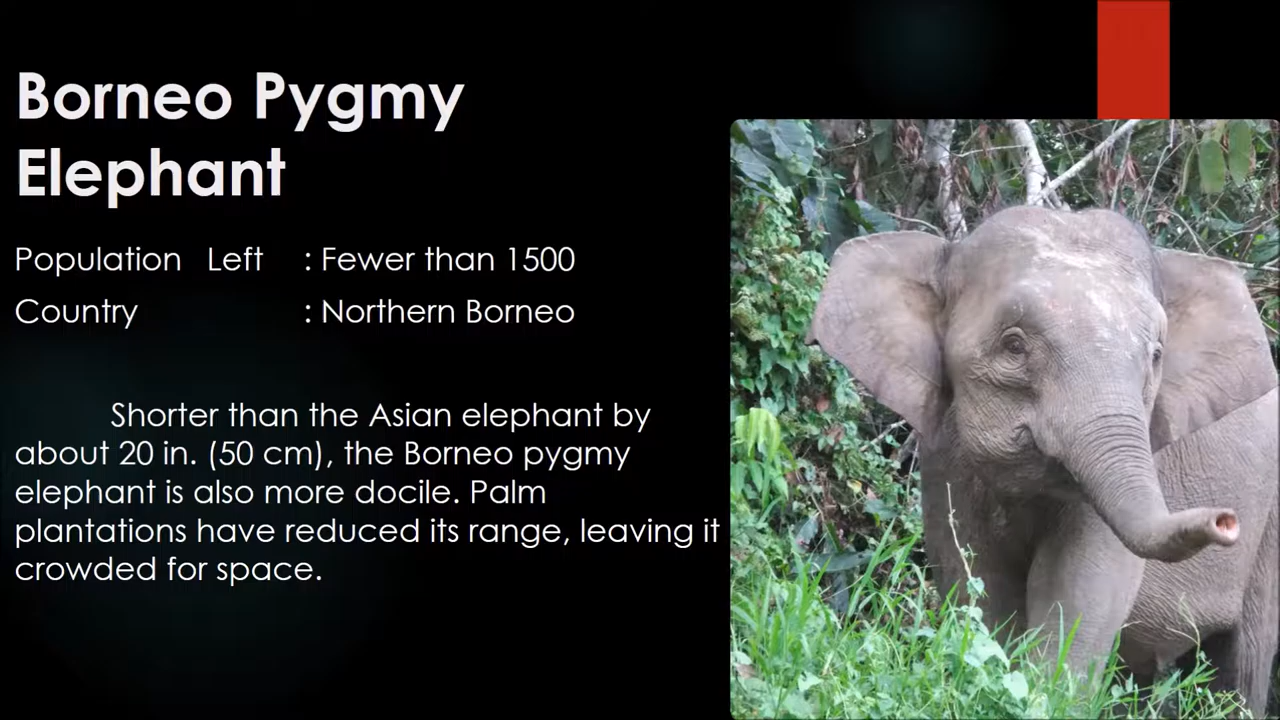 Borneo Pygmy
Elephant
Population Left : Fewer than 1500
Country : Northern Borneo
Shorter than the Asian elephant by
about 20 in. (50 cm), the Borneo pygmy
elephant is also more docile. Palm
plantations have reduced its range, leaving it
crowded for space.